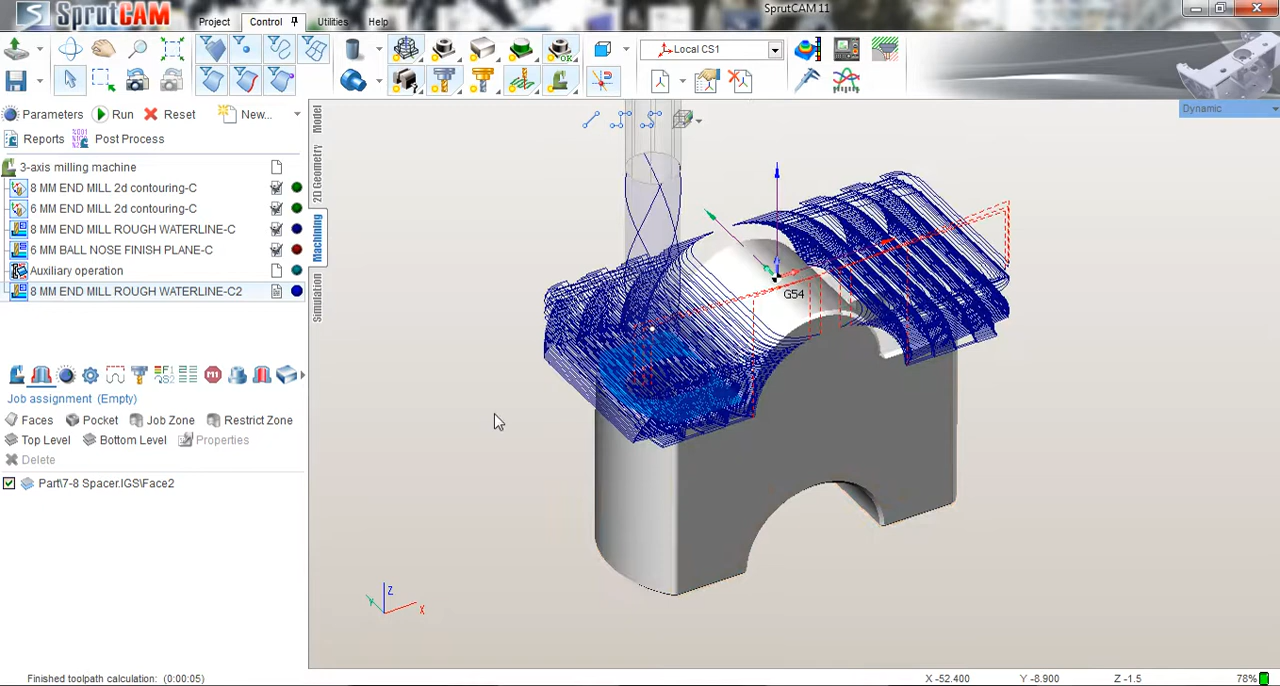 SprutCAM
SprutCAM 11
Project Control Utilities Help
Local CS1
OK
Parameters Run Reset New...
Reports Post Process
3-axis milling machine
8 MM END MILL 2d contouring-C
6 MM END MILL 2d contouring-C
8 MM END MILL ROUGH WATERLINE-C
6 MM BALL NOSE FINISH PLANE-C
Auxiliary operation
8 MM END MILL ROUGH WATERLINE-C2
Model
2D Geometry
Machining
Simulation
M1
Job assignment (Empty)
Faces Pocket Job Zone Restrict Zone
Top Level Bottom Level Properties
Delete
Part\7-8 Spacer.IGS\Face2
Dynamic
G54
Z
Y X
Finished toolpath calculation: (0:00:05)
X -52.400 Y -8.900 Z -1.5 78%